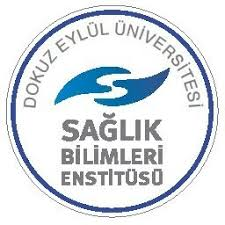 DOKUZ EYLÜL ÜNİVERSİTESİ
SAĞLIK
BİLİMLERİ
ENSTİTÜSÜ